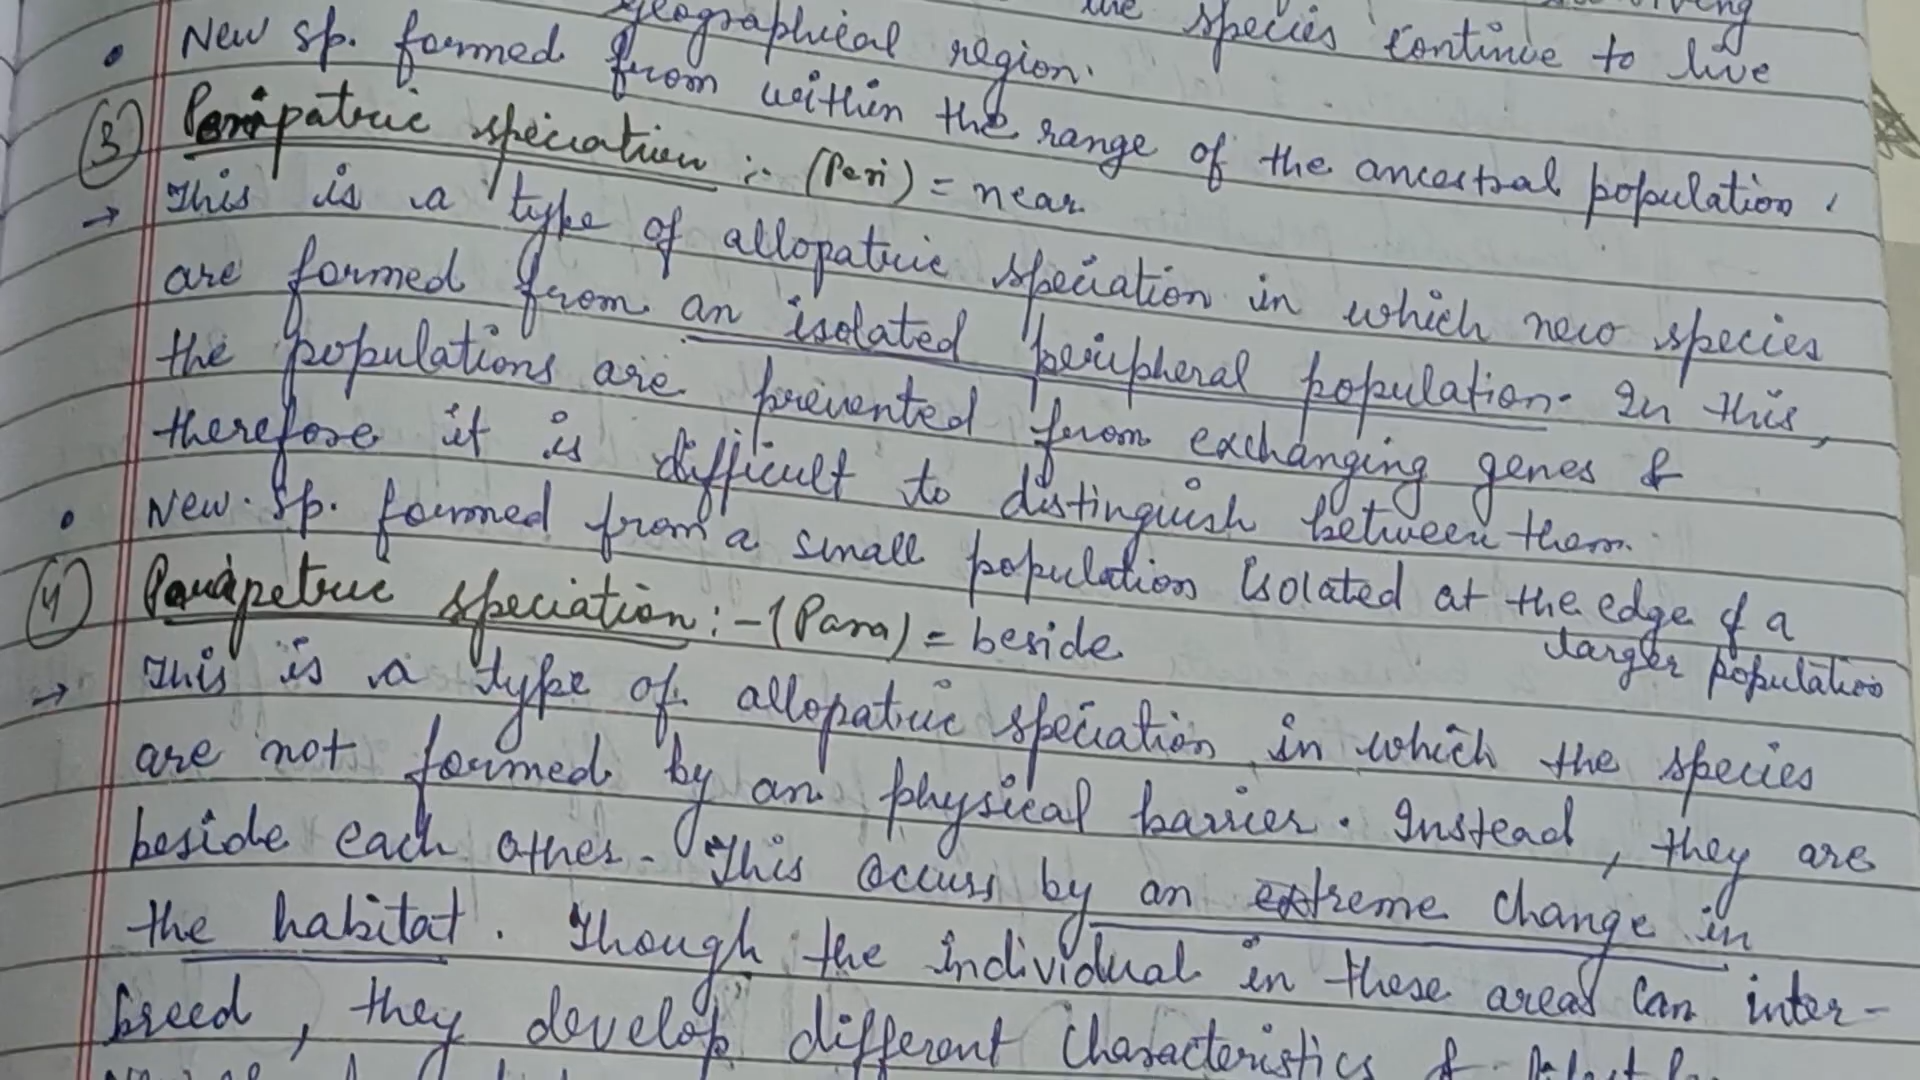 the species continue to live
geographical region.
• New sp. formed from within the range of the ancestral population.
(3) Peripatric speciation :- (Peri) = near
→ This is a type of allopatric speciation in which new species
are formed from an isolated peripheral population. In this,
the populations are prevented from exchanging genes &
therefore it is difficult to distinguish between them.
• New sp. formed from a small population isolated at the edge of a
larger population
(4) Parapetric speciation :- (Para) = beside
→ This is a type of allopatric speciation in which the species
are not formed by an physical barrier. Instead, they are
beside each other. This occurs by an extreme change in
the habitat. Though the individual in these areas can inter-
breed, they develop different characteristics &